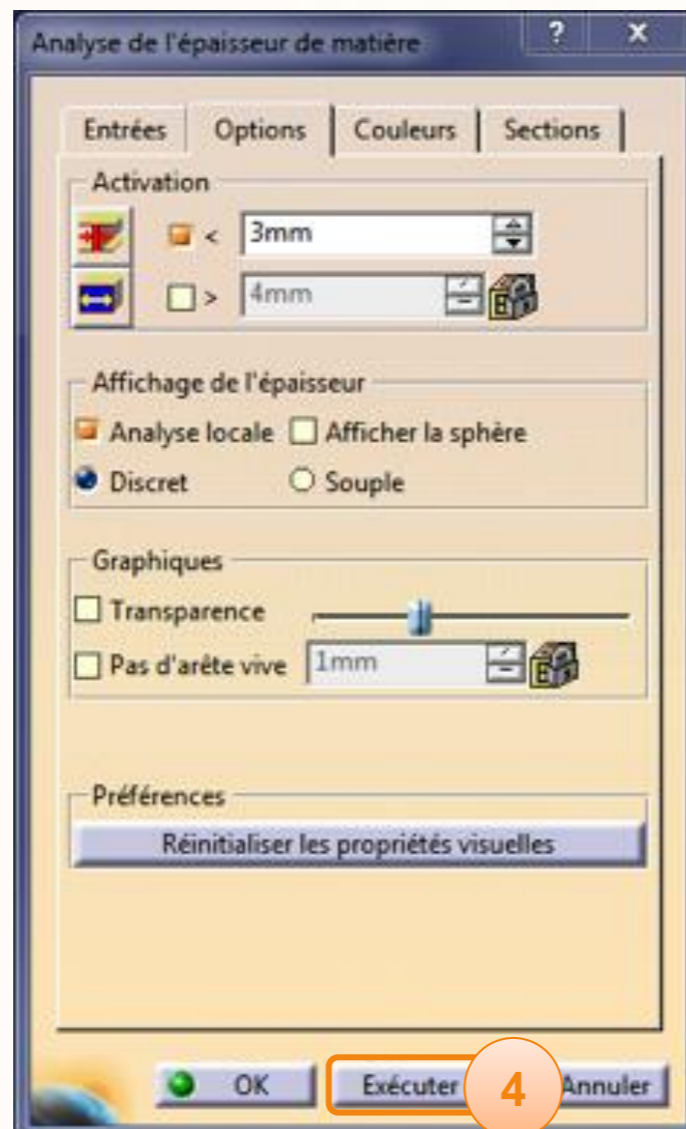 Analyse de l'épaisseur de matière ? x
Entrées Options Couleurs Sections
Activation
< 3mm
> 4mm
Affichage de l'épaisseur
Analyse locale Afficher la sphère
Discret Souple
Graphiques
Transparence
Pas d'arête vive 1mm
Préférences
Réinitialiser les propriétés visuelles
OK Exécuter 4 Annuler